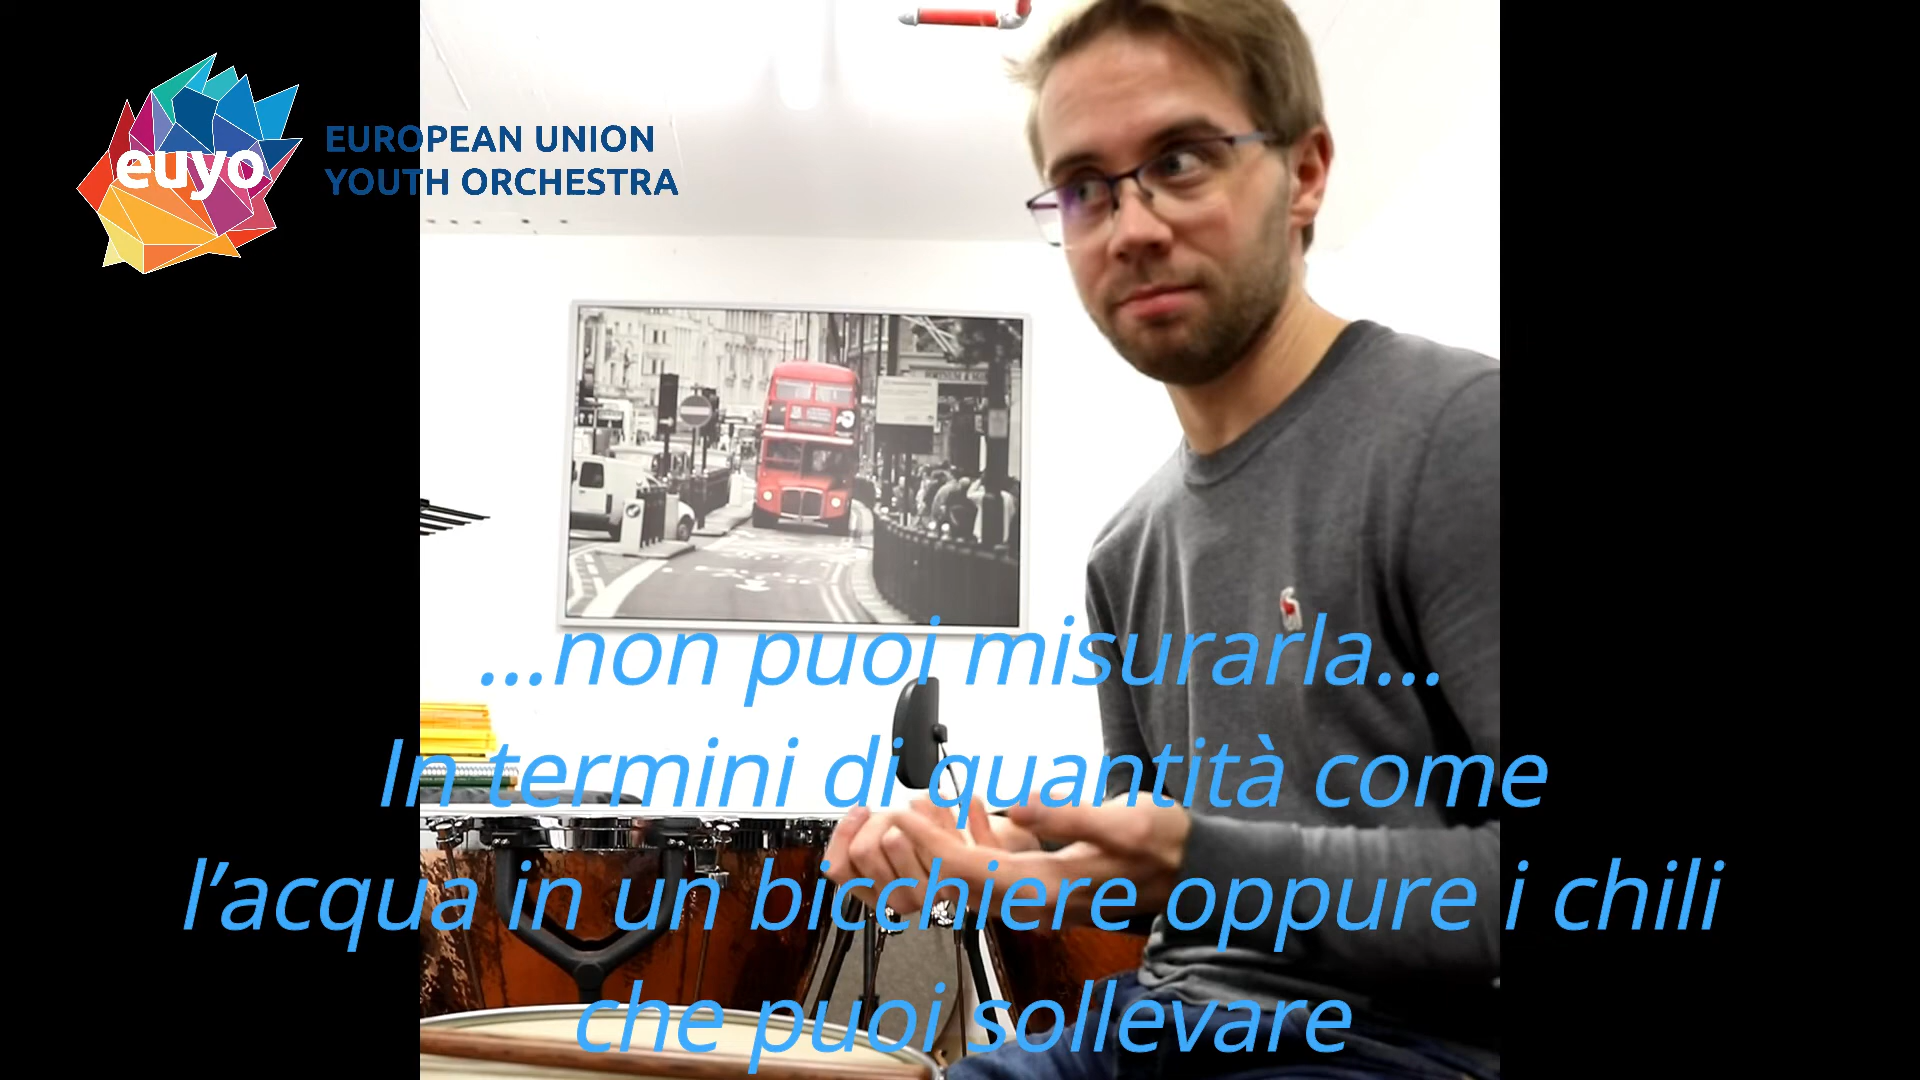 euyo
EUROPEAN UNION
YOUTH ORCHESTRA
...non puoi misurarla...
In termini di quantità come
l’acqua in un bicchiere oppure i chili
che puoi sollevare